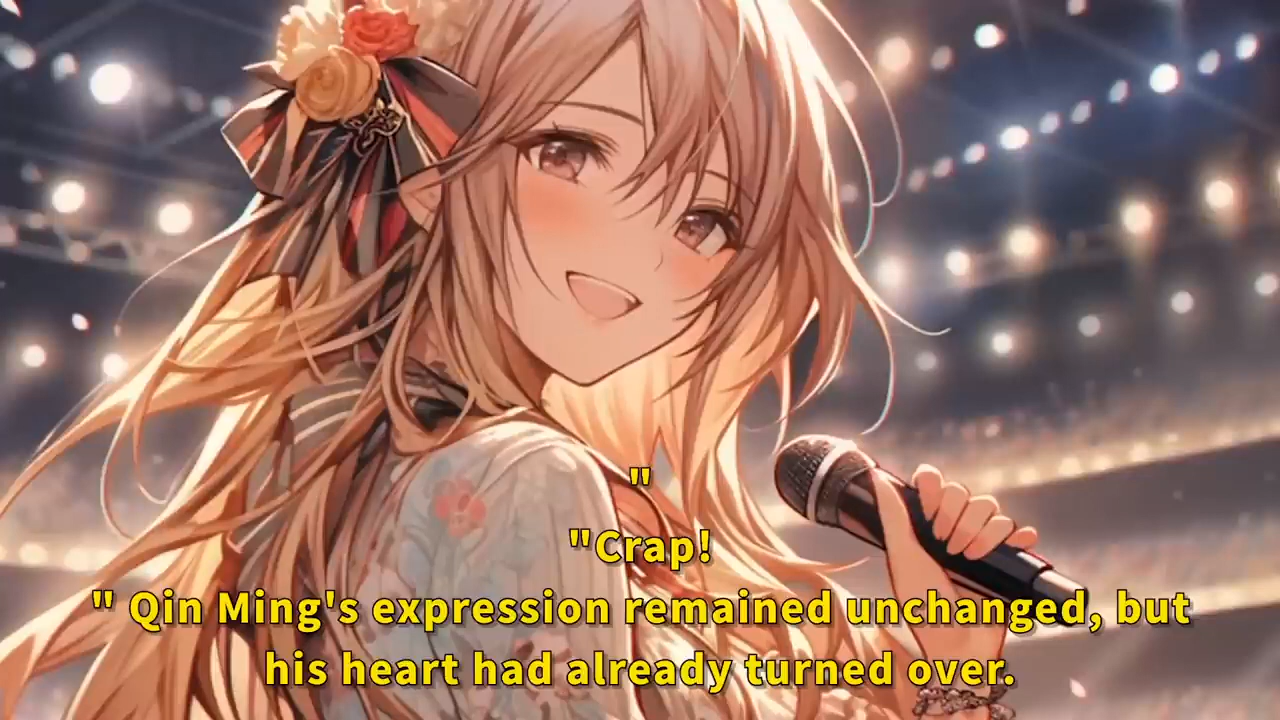 "
"Crap!
" Qin Ming's expression remained unchanged, but
his heart had already turned over.